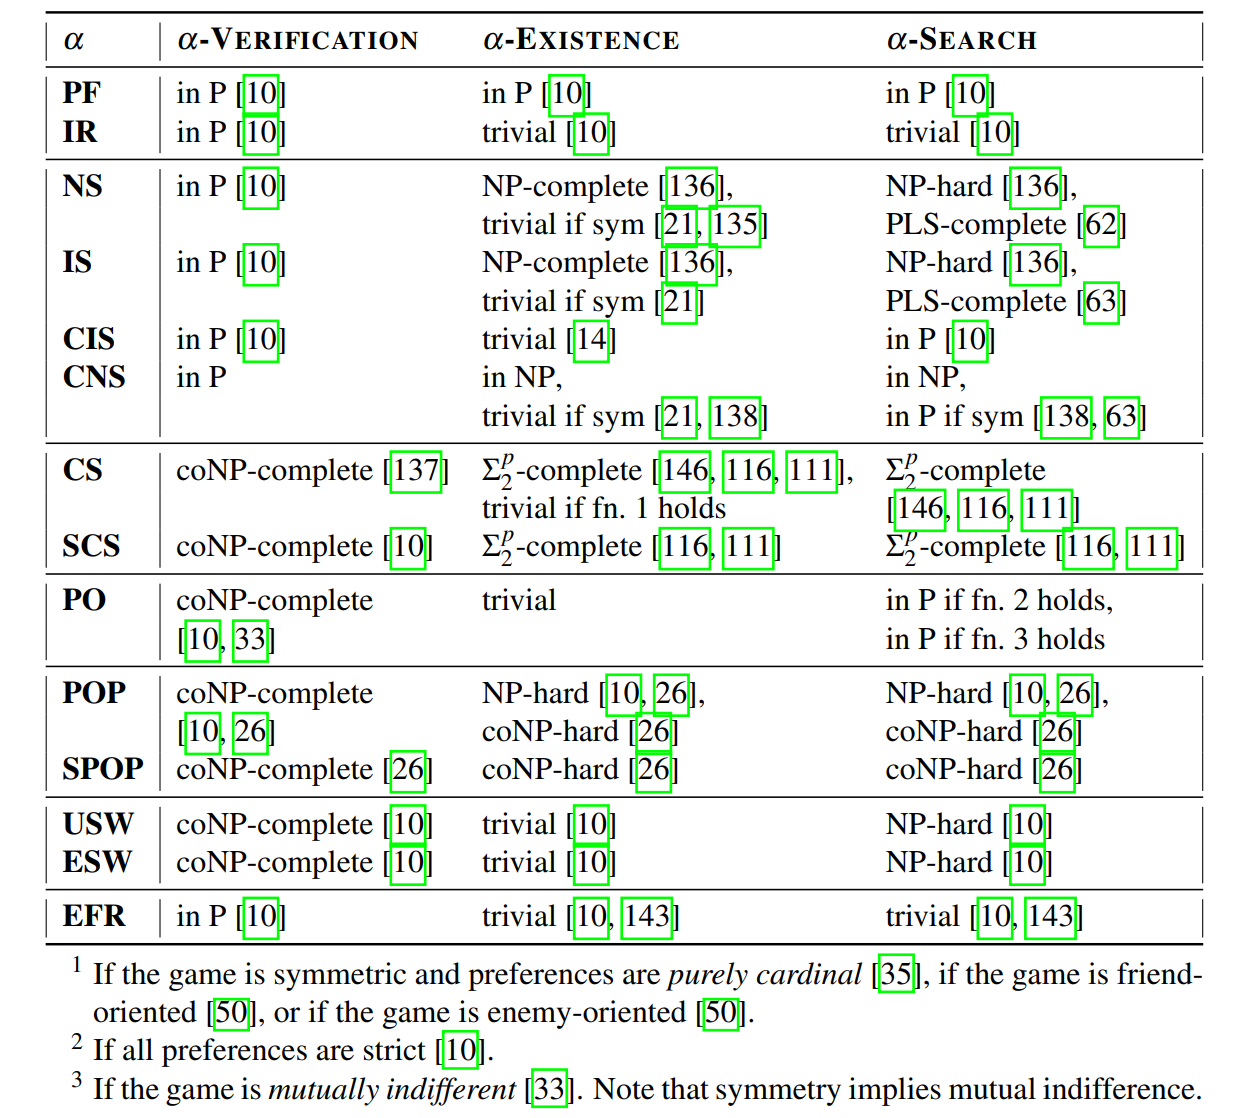 α α-VERIFICATION α-EXISTENCE α-SEARCH
PF in P [10] in P [10] in P [10]
IR in P [10] trivial [10] trivial [10]
NS in P [10] NP-complete [136], NP-hard [136],
trivial if sym [21, 135] PLS-complete [62]
IS in P [10] NP-complete [136], NP-hard [136],
trivial if sym [21] PLS-complete [63]
CIS in P [10] trivial [14] in P [10]
CNS in P in NP, in NP,
trivial if sym [21, 138] in P if sym [138, 63]
CS coNP-complete [137] Σ₂ᵖ-complete [146, 116, 111], Σ₂ᵖ-complete
trivial if fn. 1 holds [146, 116, 111]
SCS coNP-complete [10] Σ₂ᵖ-complete [116, 111] Σ₂ᵖ-complete [116, 111]
PO coNP-complete trivial in P if fn. 2 holds,
[10, 33] in P if fn. 3 holds
POP coNP-complete NP-hard [10, 26], NP-hard [10, 26],
[10, 26] coNP-hard [26] coNP-hard [26]
SPOP coNP-complete [26] coNP-hard [26] coNP-hard [26]
USW coNP-complete [10] trivial [10] NP-hard [10]
ESW coNP-complete [10] trivial [10] NP-hard [10]
EFR in P [10] trivial [10, 143] trivial [10, 143]
¹ If the game is symmetric and preferences are purely cardinal [35], if the game is friend-
oriented [50], or if the game is enemy-oriented [50].
² If all preferences are strict [10].
³ If the game is mutually indifferent [33]. Note that symmetry implies mutual indifference.